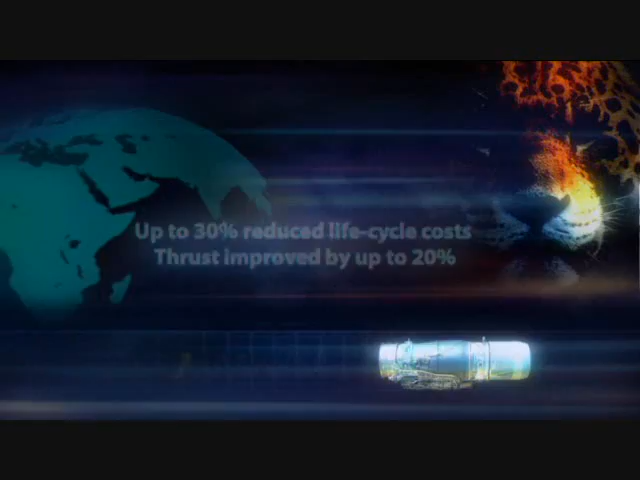 Up to 30% reduced life-cycle costs
Thrust improved by up to 20%